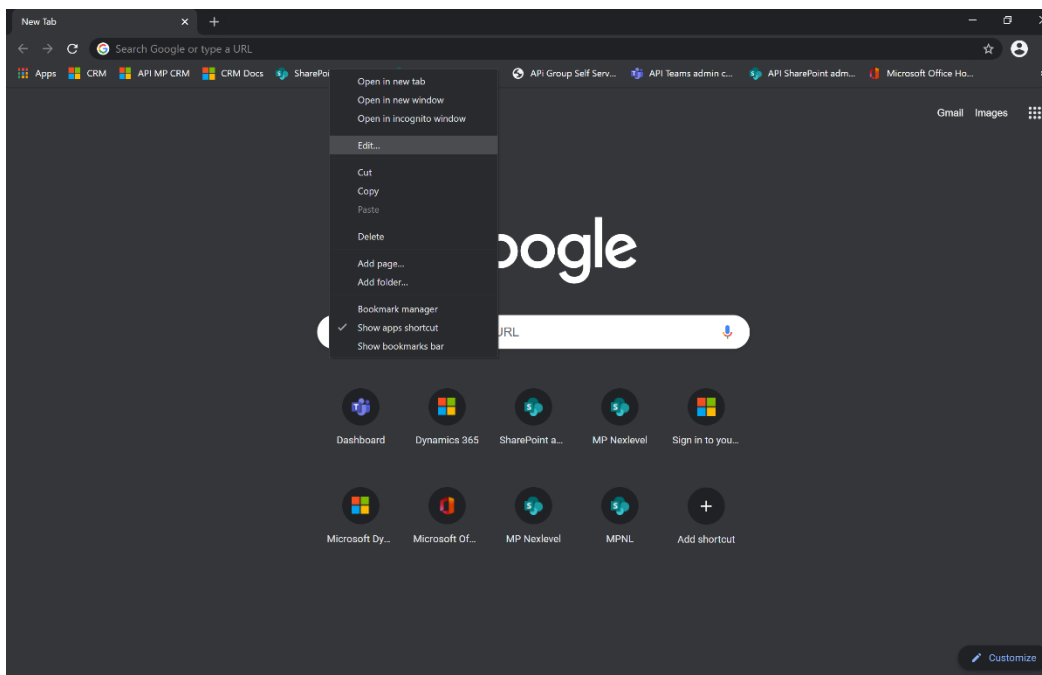 New Tab
Search Google or type a URL
Apps CRM API MP CRM CRM Docs SharePoi APi Group Self Serv... API Teams admin c... API SharePoint adm... Microsoft Office Ho...
Gmail Images
Open in new tab
Open in new window
Open in incognito window
Edit...
Cut
Copy
Paste
Delete
Add page...
Add folder...
Bookmark manager
Show apps shortcut
Show bookmarks bar
oogle
URL
Dashboard Dynamics 365 SharePoint a... MP Nexlevel Sign in to you...
Microsoft Dy... Microsoft Of... MP Nexlevel MPNL Add shortcut
Customize